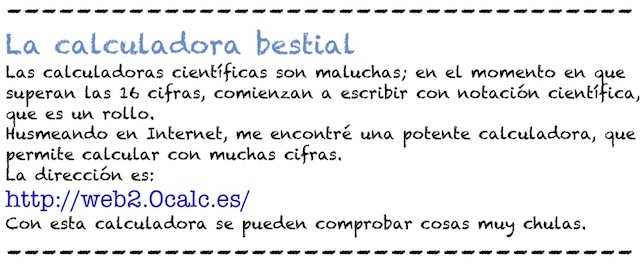 La calculadora bestial
Las calculadoras científicas son maluchas; en el momento en que
superan las 16 cifras, comienzan a escribir con notación científica,
que es un rollo.
Husmeando en Internet, me encontré una potente calculadora, que
permite calcular con muchas cifras.
La dirección es:
http://web2.0calc.es/
Con esta calculadora se pueden comprobar cosas muy chulas.